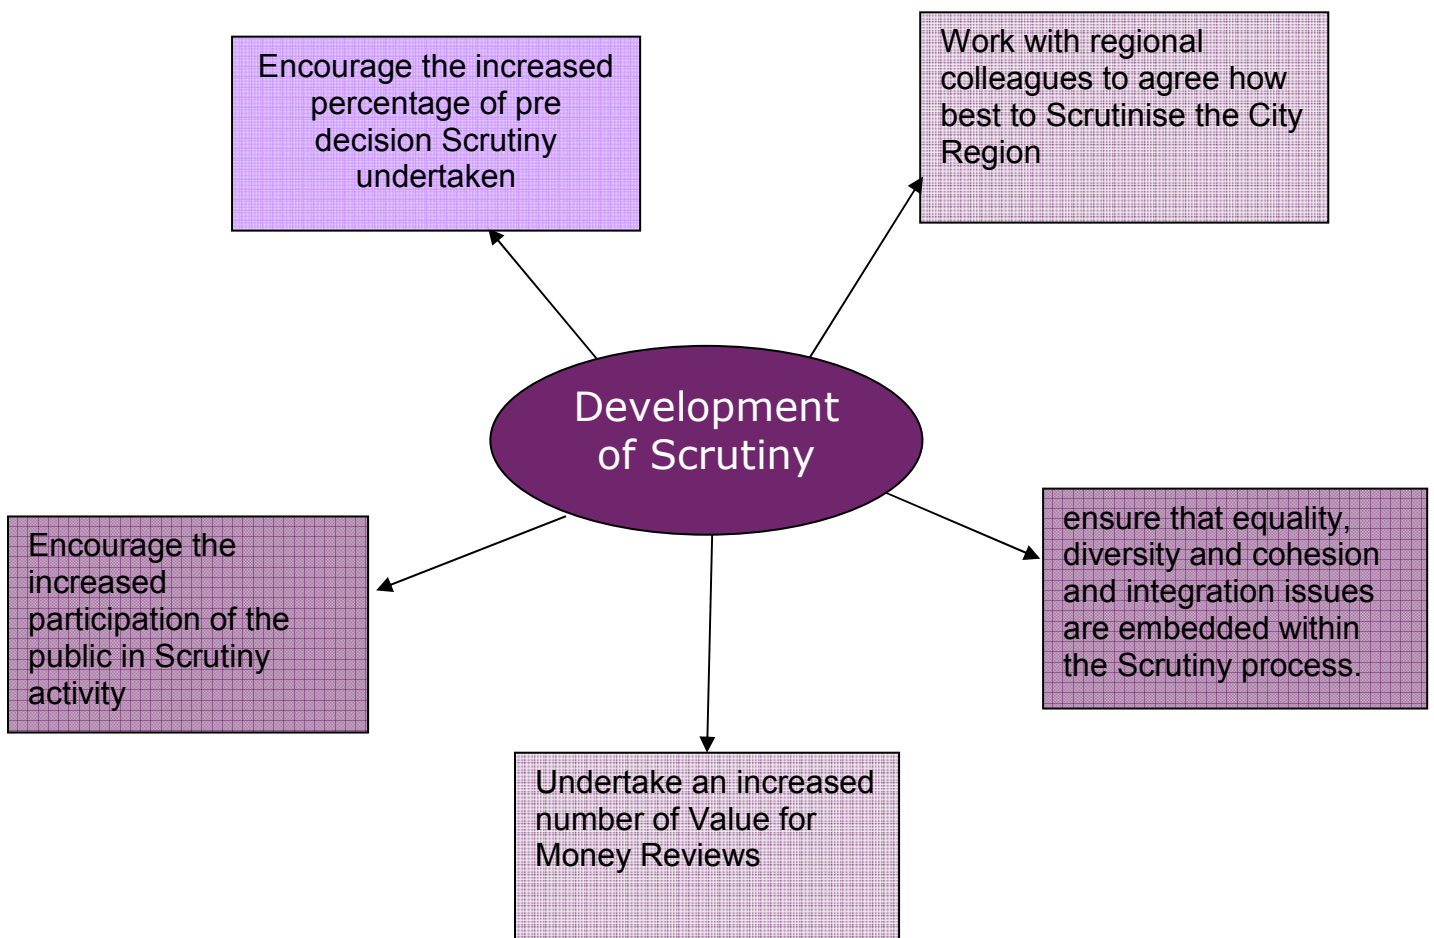 Encourage the increased
percentage of pre
decision Scrutiny
undertaken
Work with regional
colleagues to agree how
best to Scrutinise the City
Region
Development
of Scrutiny
Encourage the
increased
participation of the
public in Scrutiny
activity
ensure that equality,
diversity and cohesion
and integration issues
are embedded within
the Scrutiny process.
Undertake an increased
number of Value for
Money Reviews